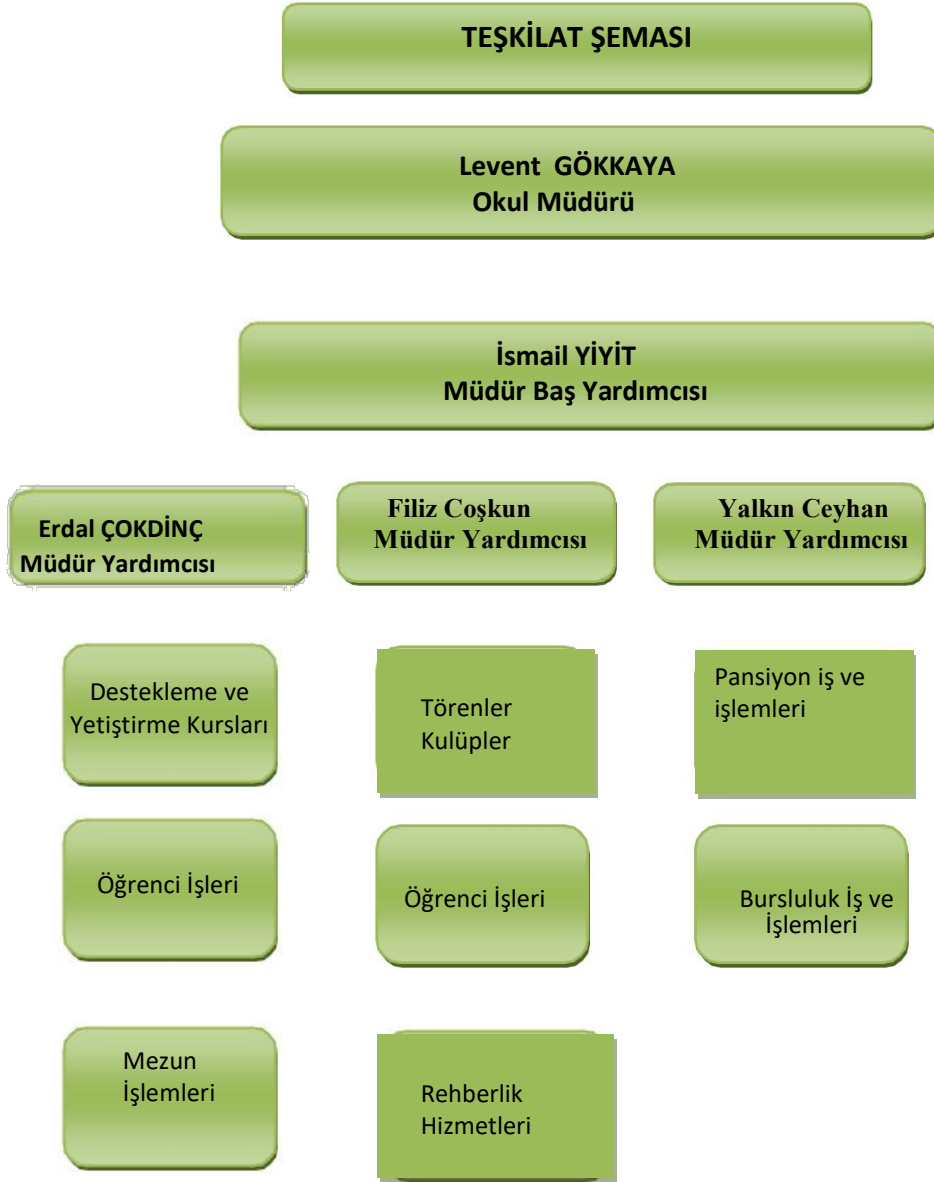 TEŞKİLAT ŞEMASI
Levent GÖKKAYA
Okul Müdürü
İsmail YİYİT
Müdür Baş Yardımcısı
Erdal ÇOKDİNÇ
Müdür Yardımcısı
Filiz Coşkun
Müdür Yardımcısı
Yalkın Ceyhan
Müdür Yardımcısı
Destekleme ve
Yetiştirme Kursları
Törenler
Kulüpler
Pansiyon iş ve
işlemleri
Öğrenci İşleri
Öğrenci İşleri
Bursluluk İş ve
İşlemleri
Mezun
İşlemleri
Rehberlik
Hizmetleri